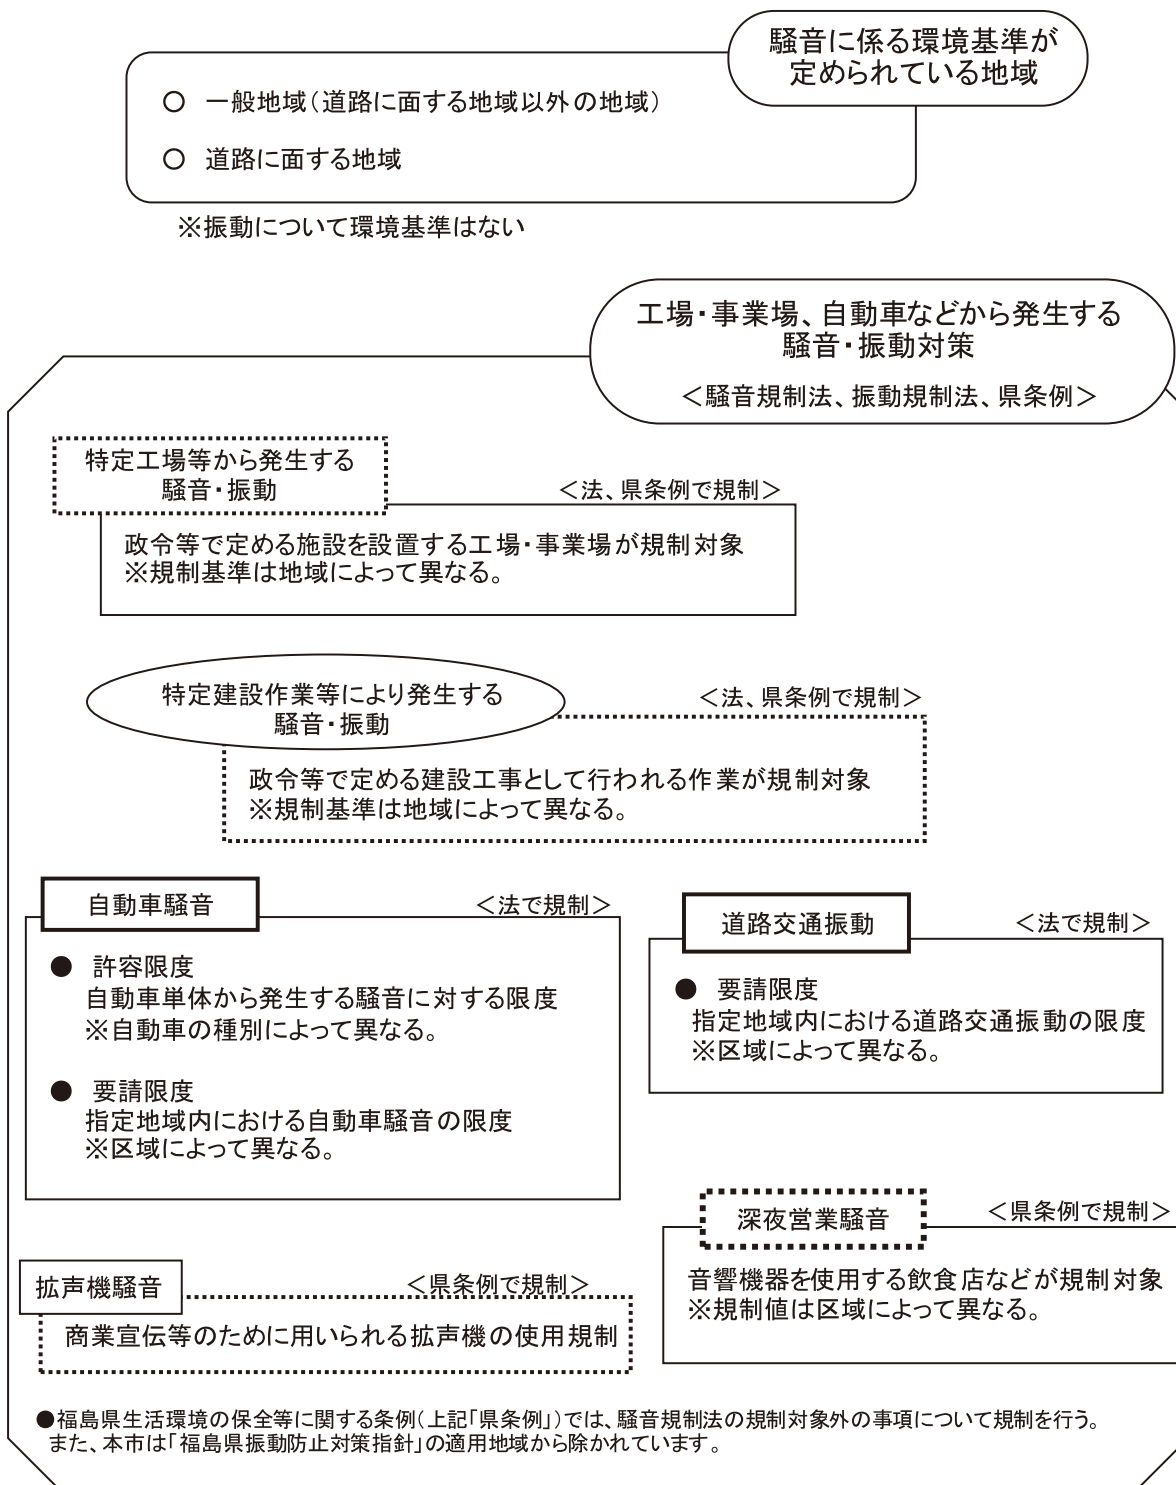 騒音に係る環境基準が
定められている地域
○ 一般地域（道路に面する地域以外の地域）
○ 道路に面する地域
※振動について環境基準はない
工場・事業場、自動車などから発生する
騒音・振動対策
＜騒音規制法、振動規制法、県条例＞
特定工場等から発生する
騒音・振動
＜法、県条例で規制＞
政令等で定める施設を設置する工場・事業場が規制対象
※規制基準は地域によって異なる。
特定建設作業等により発生する
騒音・振動
＜法、県条例で規制＞
政令等で定める建設工事として行われる作業が規制対象
※規制基準は地域によって異なる。
自動車騒音
＜法で規制＞
● 許容限度
自動車単体から発生する騒音に対する限度
※自動車の種別によって異なる。
● 要請限度
指定地域内における自動車騒音の限度
※区域によって異なる。
道路交通振動
＜法で規制＞
● 要請限度
指定地域内における道路交通振動の限度
※区域によって異なる。
深夜営業騒音
＜県条例で規制＞
音響機器を使用する飲食店などが規制対象
※規制値は区域によって異なる。
拡声機騒音
＜県条例で規制＞
商業宣伝等のために用いられる拡声機の使用規制
●福島県生活環境の保全等に関する条例（上記「県条例」）では、騒音規制法の規制対象外の事項について規制を行う。
また、本市は「福島県振動防止対策指針」の適用地域から除かれています。